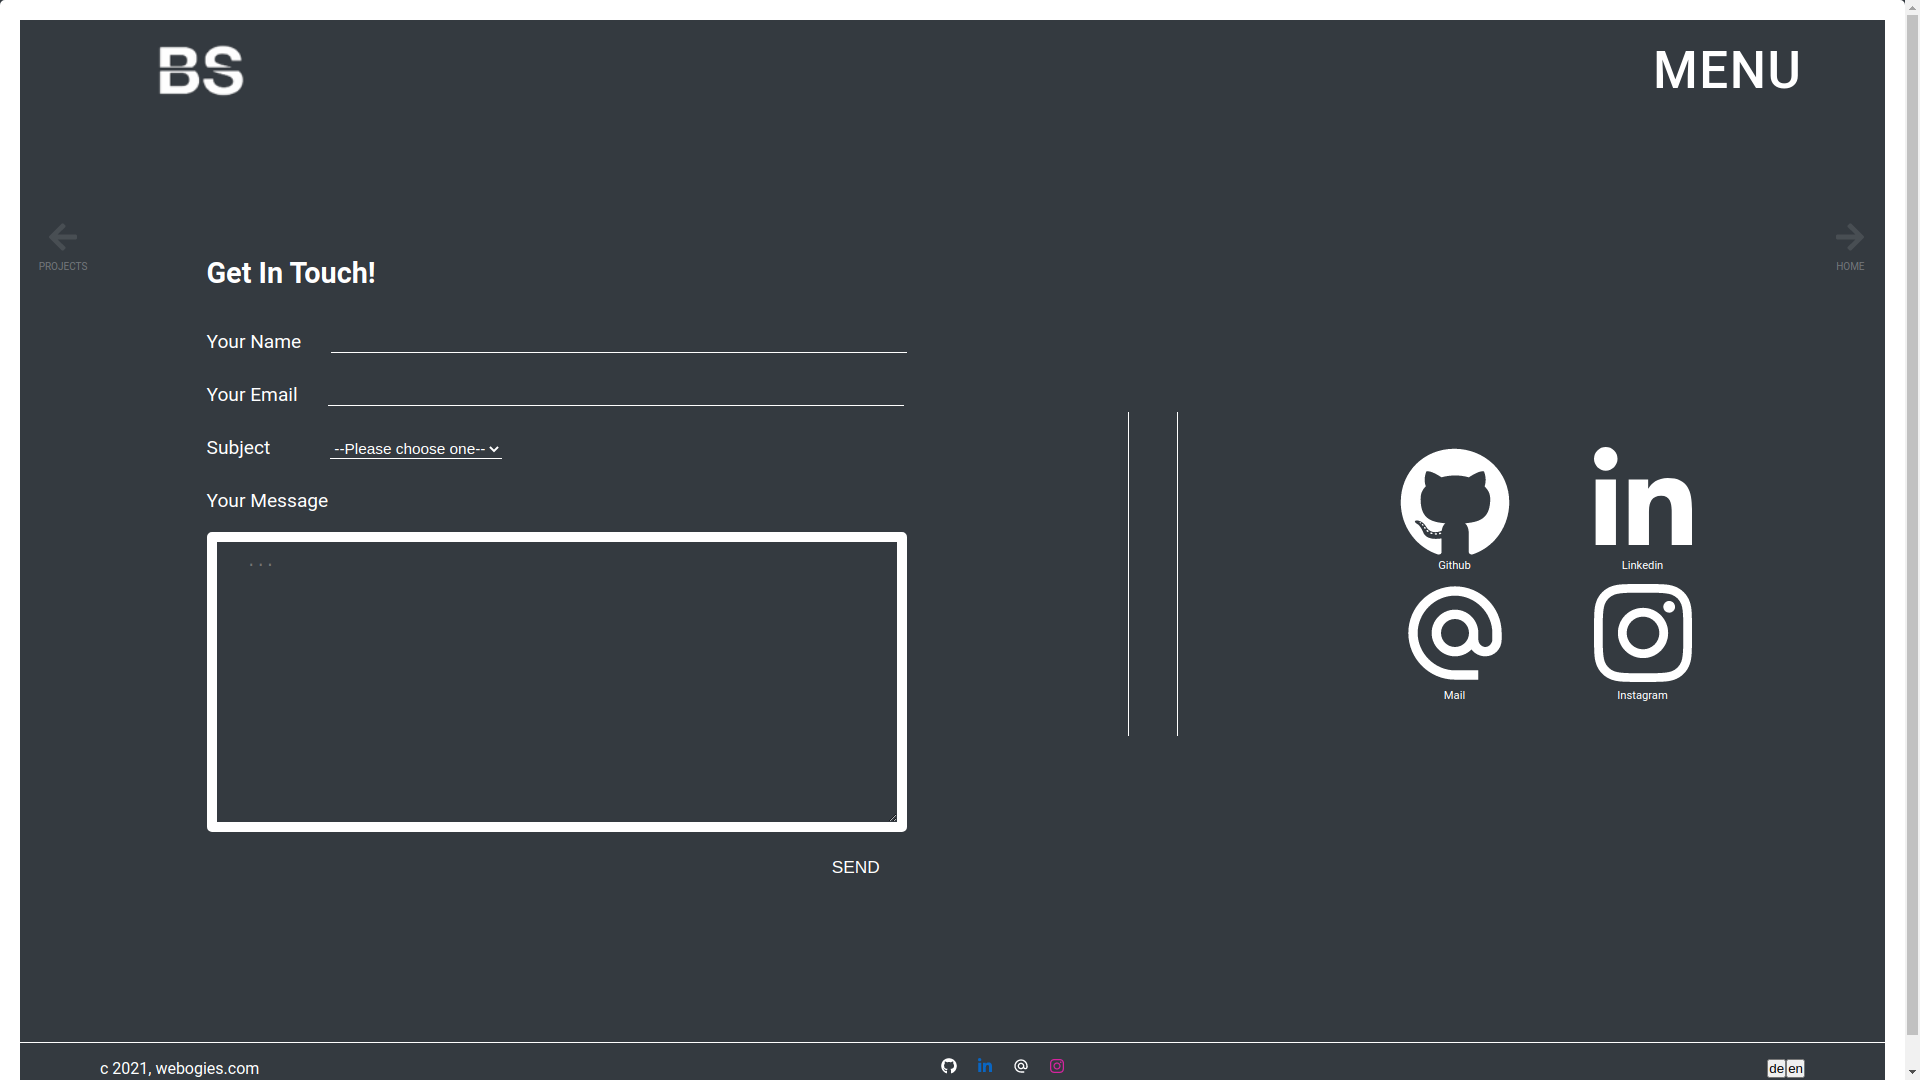 BS
MENU
PROJECTS
HOME
Get In Touch!
Your Name
Your Email
Subject
--Please choose one--
Your Message
...
SEND
Github
Linkedin
Mail
Instagram
c 2021, webogies.com
de en